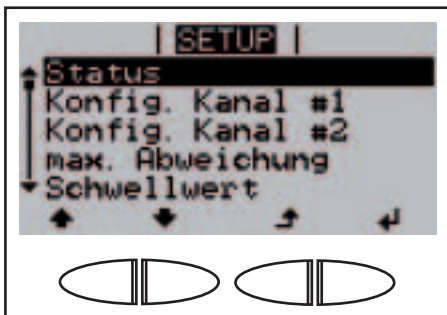 SETUP
Status
Konfig. Kanal #1
Konfig. Kanal #2
max. Abweichung
Schwellwert